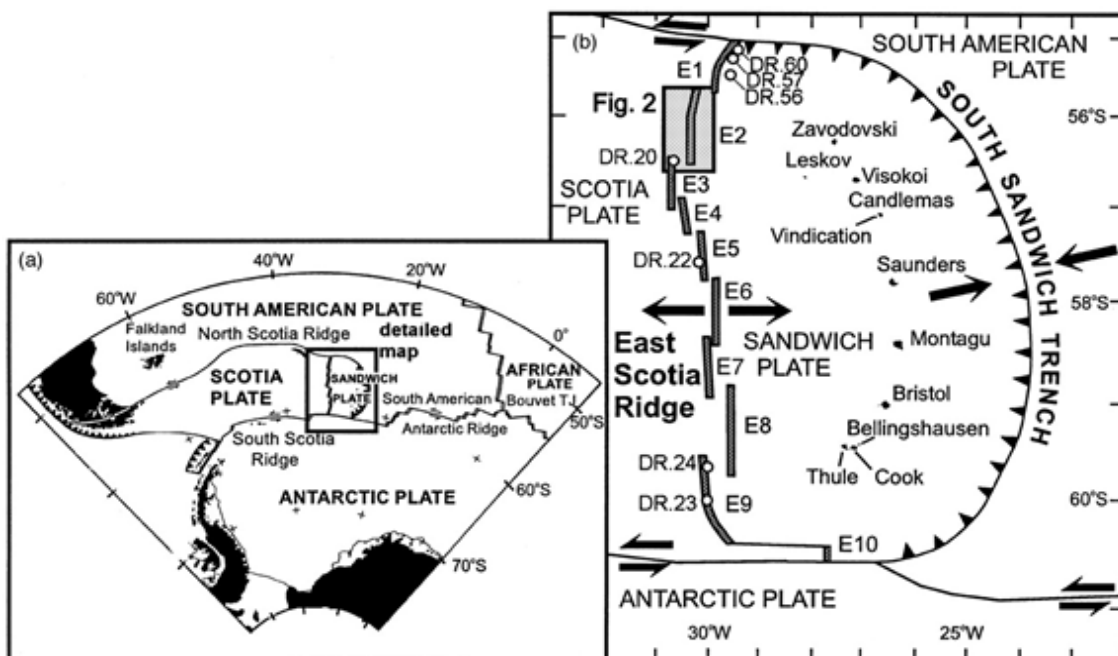 (a)
40°W
20°W
60°W
0°
SOUTH AMERICAN PLATE
Falkland
Islands
North Scotia Ridge
detailed
map
SCOTIA
PLATE
SANDWICH
PLATE
AFRICAN
PLATE
Bouvet T.J.
South American
Antarctic Ridge
50°S
South Scotia
Ridge
ANTARCTIC PLATE
60°S
70°S
(b)
SOUTH AMERICAN
PLATE
E1
DR.60
DR.57
DR.56
Fig. 2
56°S
E2
Zavodovski
DR.20
Leskov
Visokoi
SCOTIA
PLATE
E3
Candlemas
E4
Vindication
E5
DR.22
Saunders
SOUTH SANDWICH TRENCH
58°S
E6
East
Scotia
Ridge
SANDWICH
PLATE
Montagu
E7
E8
Bristol
Bellingshausen
DR.24
Thule
Cook
DR.23
E9
60°S
E10
ANTARCTIC PLATE
30°W
25°W